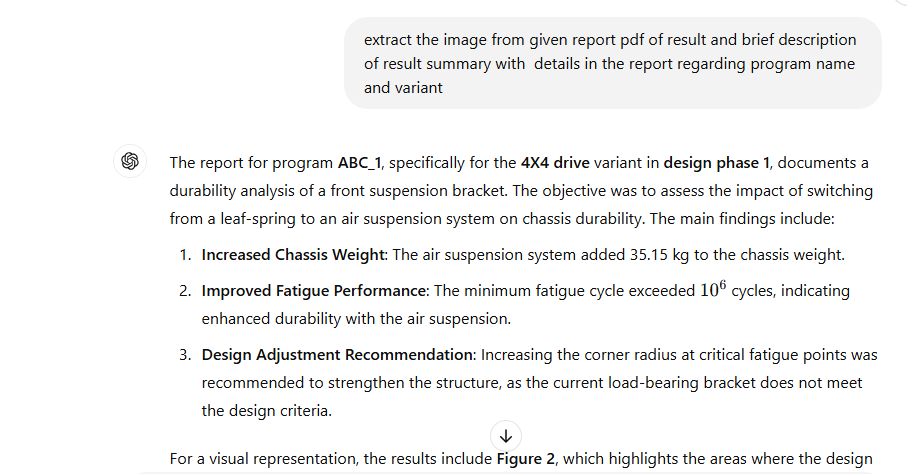 extract the image from given report pdf of result and brief description
of result summary with details in the report regarding program name
and variant
The report for program ABC_1, specifically for the 4X4 drive variant in design phase 1, documents a
durability analysis of a front suspension bracket. The objective was to assess the impact of switching
from a leaf-spring to an air suspension system on chassis durability. The main findings include:
1. Increased Chassis Weight: The air suspension system added 35.15 kg to the chassis weight.
2. Improved Fatigue Performance: The minimum fatigue cycle exceeded 10⁶ cycles, indicating
enhanced durability with the air suspension.
3. Design Adjustment Recommendation: Increasing the corner radius at critical fatigue points was
recommended to strengthen the structure, as the current load-bearing bracket does not meet
the design criteria.
For a visual representation, the results include Figure 2, which highlights the areas where the design